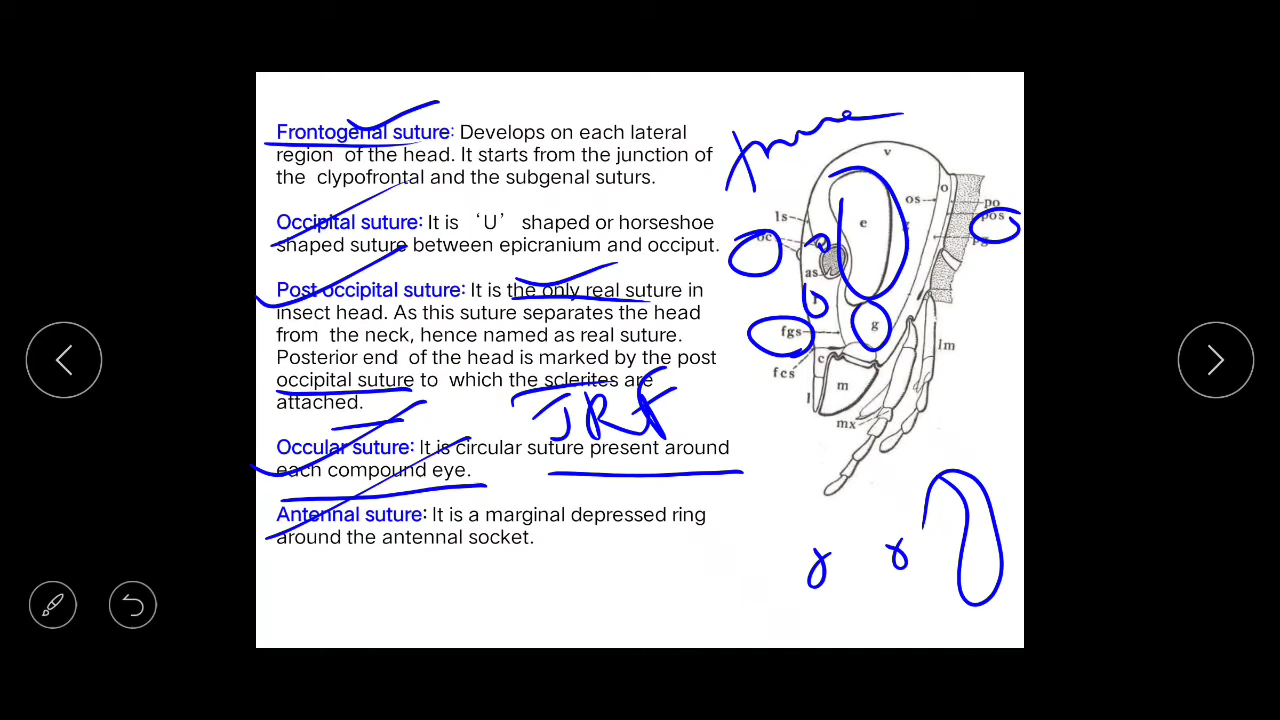 Frontogenal suture: Develops on each lateral
region of the head. It starts from the junction of
the clypofrontal and the subgenal suturs.
Occipital suture: It is ‘U’ shaped or horseshoe
shaped suture between epicranium and occiput.
Post occipital suture: It is the only real suture in
insect head. As this suture separates the head
from the neck, hence named as real suture.
Posterior end of the head is marked by the post
occipital suture to which the sclerites are
attached.
JRF
Occular suture: It is circular suture present around
each compound eye.
Antennal suture: It is a marginal depressed ring
around the antennal socket.
v
o
os
po
pos
ls
e
pg
oc
as
f
g
fgs
lm
c
fcs
m
l
mx